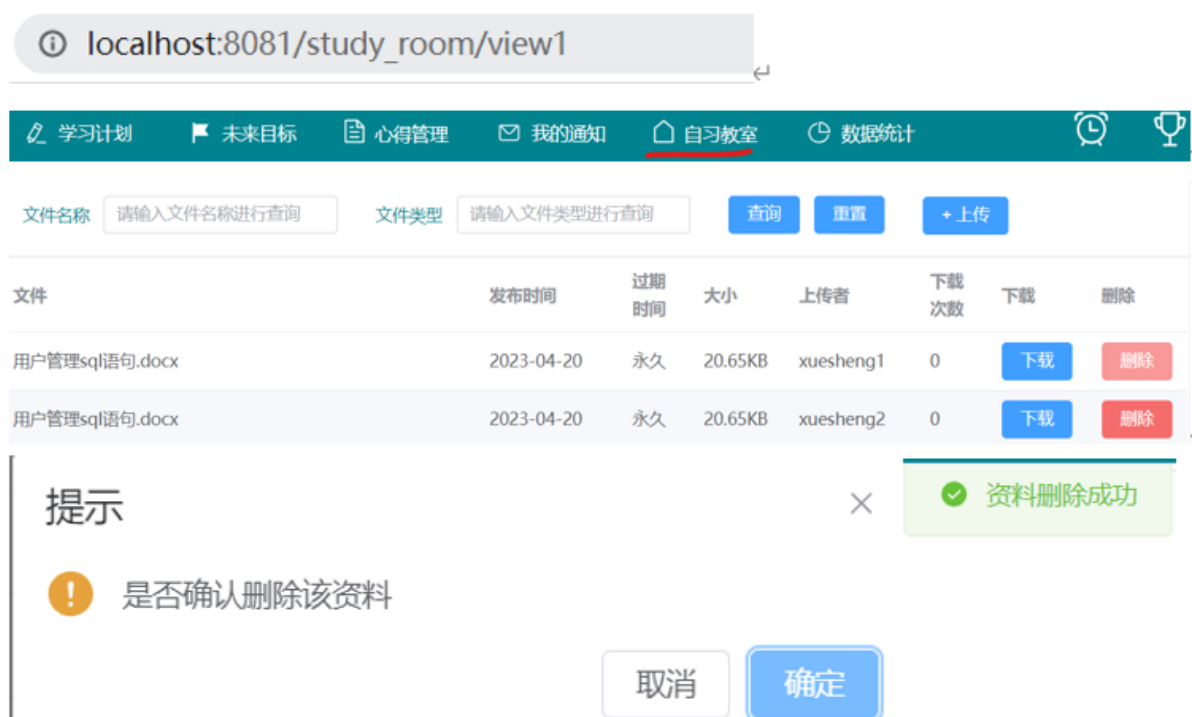 localhost:8081/study_room/view1
学习计划 未来目标 心得管理 我的通知 自习教室 数据统计
文件名称 请输入文件名称进行查询 文件类型 请输入文件类型进行查询 查询 重置 + 上传
文件 发布时间 过期时间 大小 上传者 下载次数 下载 删除
用户管理sql语句.docx 2023-04-20 永久 20.65KB xuesheng1 0 下载 删除
用户管理sql语句.docx 2023-04-20 永久 20.65KB xuesheng2 0 下载 删除
提示
资料删除成功
是否确认删除该资料
取消 确定